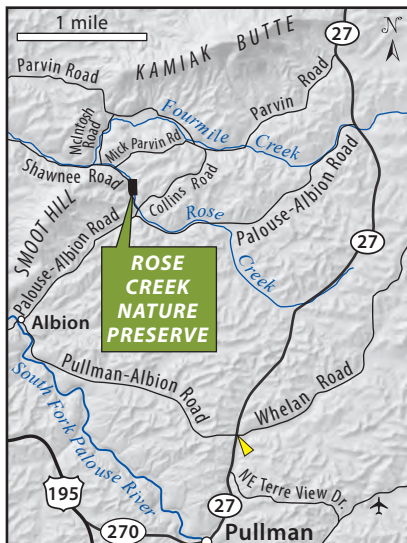 1 mile
N
27
KAMIAK BUTTE
Parvin Road
McIntosh
Road
Fourmile
Creek
Parvin
Road
Mick Parvin Rd
Shawnee Road
Collins Road
Rose
Creek
Palouse-Albion Road
SMOOT HILL
Palouse-Albion Road
27
ROSE
CREEK
NATURE
PRESERVE
Albion
Pullman-Albion
Road
Whelan Road
South Fork Palouse River
195
27
NE Terre View Dr.
270
Pullman